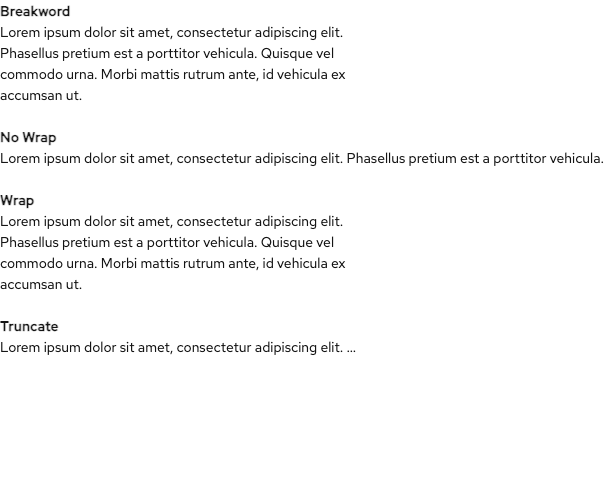 Breakword
Lorem ipsum dolor sit amet, consectetur adipiscing elit.
Phasellus pretium est a porttitor vehicula. Quisque vel
commodo urna. Morbi mattis rutrum ante, id vehicula ex
accumsan ut.
No Wrap
Lorem ipsum dolor sit amet, consectetur adipiscing elit. Phasellus pretium est a porttitor vehicula.
Wrap
Lorem ipsum dolor sit amet, consectetur adipiscing elit.
Phasellus pretium est a porttitor vehicula. Quisque vel
commodo urna. Morbi mattis rutrum ante, id vehicula ex
accumsan ut.
Truncate
Lorem ipsum dolor sit amet, consectetur adipiscing elit. ...